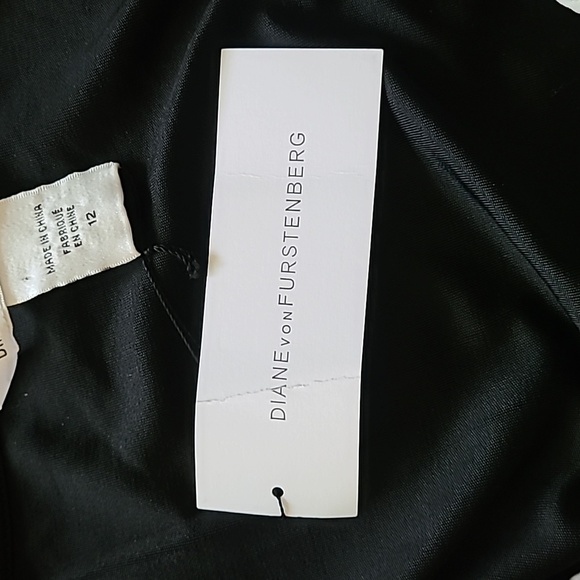 MADE IN CHINA
FABRIQUÉ
EN CHINE
12
DIANE VON FURSTENBERG